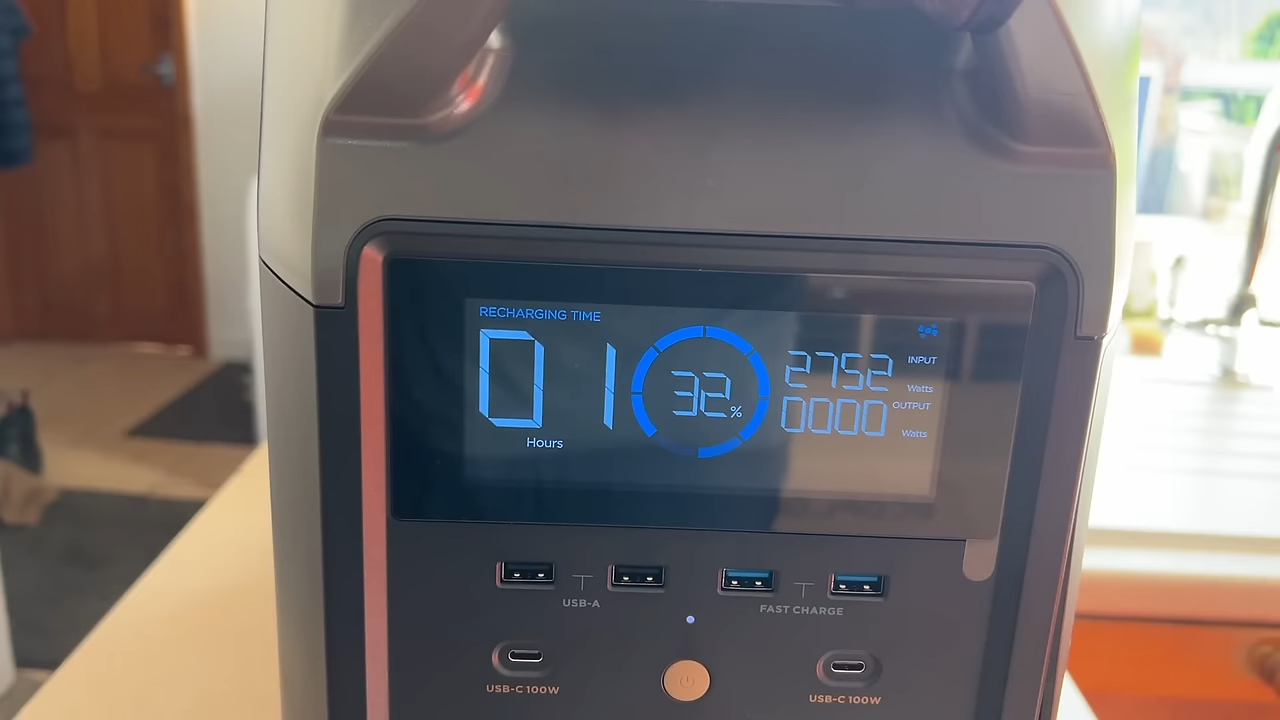 RECHARGING TIME
01
Hours
32%
2752 INPUT
Watts
0000 OUTPUT
Watts
USB-A
FAST CHARGE
USB-C 100W
USB-C 100W